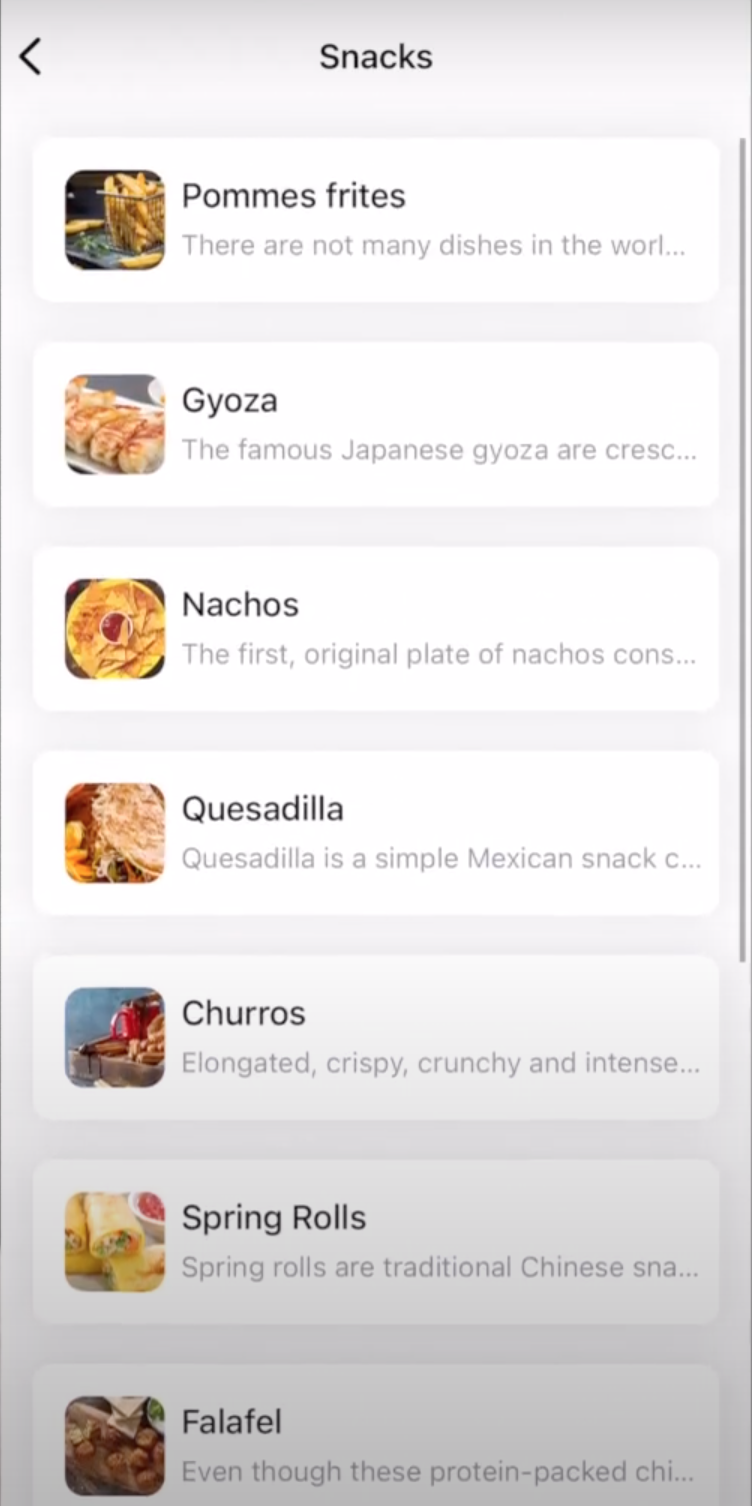 Snacks
Pommes frites
There are not many dishes in the worl...
Gyoza
The famous Japanese gyoza are cresc...
Nachos
The first, original plate of nachos cons...
Quesadilla
Quesadilla is a simple Mexican snack c...
Churros
Elongated, crispy, crunchy and intense...
Spring Rolls
Spring rolls are traditional Chinese sna...
Falafel
Even though these protein-packed chi...